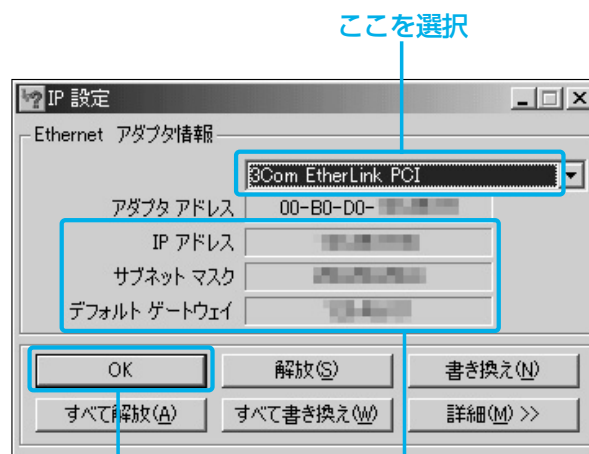 ここを選択
IP 設定
Ethernet アダプタ情報
3Com EtherLink PCI
アダプタ アドレス 00-B0-D0-
IP アドレス
サブネット マスク
デフォルト ゲートウェイ
OK 解放(S) 書き換え(N)
すべて解放(A) すべて書き換え(W) 詳細(M) >>